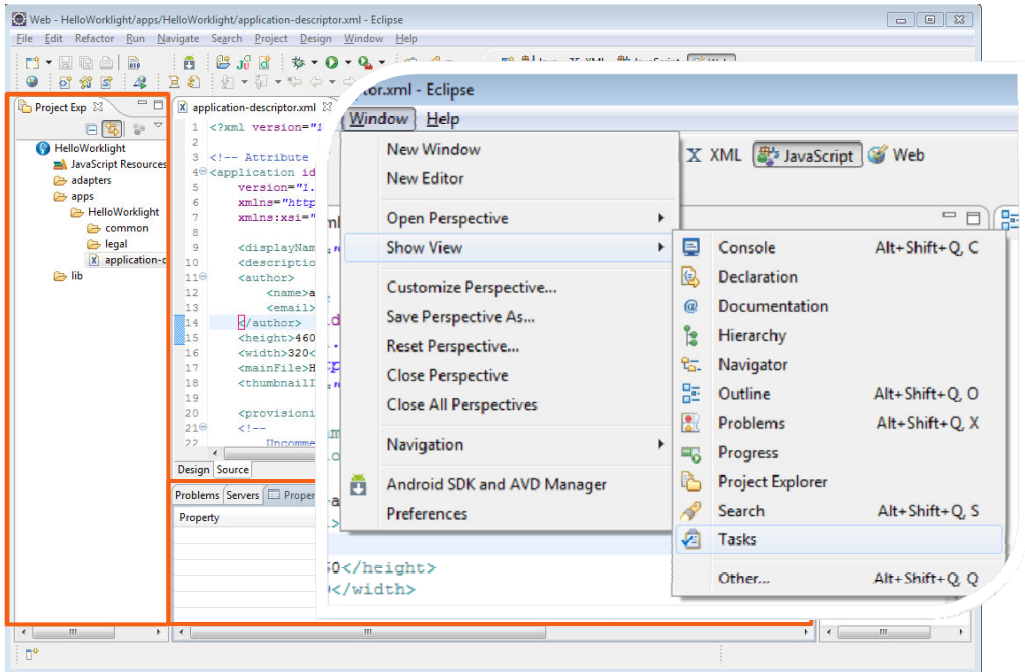 Web - HelloWorklight/apps/HelloWorklight/application-descriptor.xml - Eclipse
File Edit Refactor Run Navigate Search Project Design Window Help
Project Exp
HelloWorklight
JavaScript Resources
adapters
apps
HelloWorklight
common
legal
application-d
lib
application-descriptor.xml
1 <?xml version="1
2
3 <!-- Attribute
4 <application id
5 version="1.
6 xmlns="http
7 xmlns:xsi="
8
9 <displayNam
10 <descriptio
11 <author>
12 <name>a
13 <email>
14 </author>
15 <height>460
16 <width>320<
17 <mainFile>H
18 <thumbnailI
19
20 <provisioni
21 <!--
22 Uncomme
Design Source
Problems Servers Proper
Property
tor.xml - Eclipse
Window Help
XML JavaScript Web
New Window
New Editor
Open Perspective
Show View
Customize Perspective...
Save Perspective As...
Reset Perspective...
Close Perspective
Close All Perspectives
Navigation
Android SDK and AVD Manager
Preferences
Console Alt+Shift+Q, C
Declaration
Documentation
Hierarchy
Navigator
Outline Alt+Shift+Q, O
Problems Alt+Shift+Q, X
Progress
Project Explorer
Search Alt+Shift+Q, S
Tasks
Other... Alt+Shift+Q, Q
0</height>
</width>